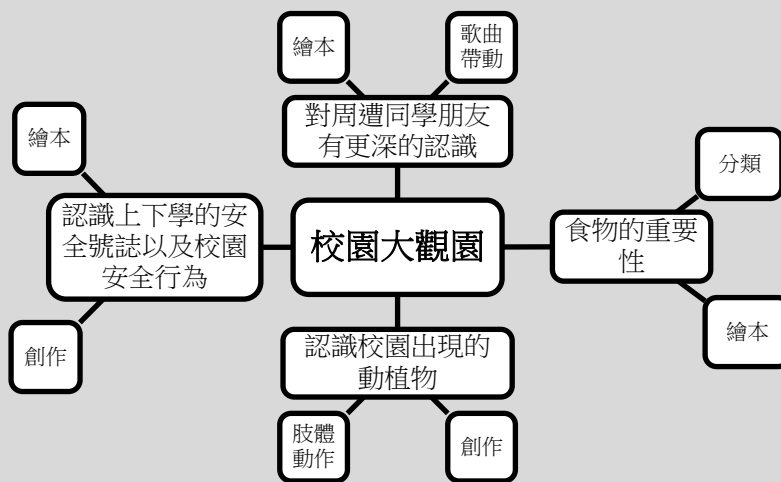 繪本
歌曲
帶動
對周遭同學朋友
有更深的認識
繪本
認識上下學的安
全號誌以及校園
安全行為
創作
校園大觀園
分類
食物的重要
性
繪本
認識校園出現的
動植物
肢體
動作
創作